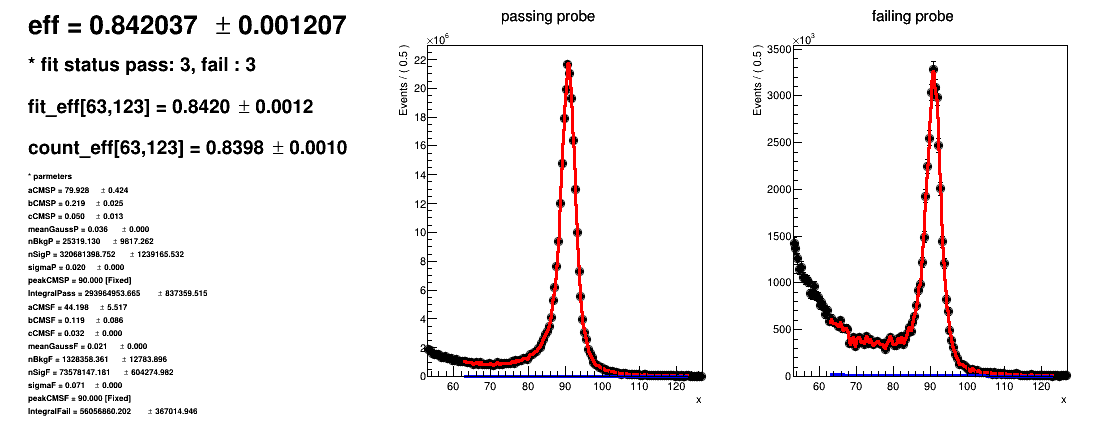 eff = 0.842037 ± 0.001207
* fit status pass: 3, fail : 3
fit_eff[63,123] = 0.8420 ± 0.0012
count_eff[63,123] = 0.8398 ± 0.0010
* parmeters
aCMSP = 79.928 ± 0.424
bCMSP = 0.219 ± 0.025
cCMSP = 0.050 ± 0.013
meanGaussP = 0.036 ± 0.000
nBkgP = 25319.130 ± 9817.262
nSigP = 320681398.752 ± 1239165.532
sigmaP = 0.020 ± 0.000
peakCMSP = 90.000 [Fixed]
IntegralPass = 293964953.665 ± 837359.515
aCMSF = 44.198 ± 5.517
bCMSF = 0.119 ± 0.086
cCMSF = 0.032 ± 0.000
meanGaussF = 0.021 ± 0.000
nBkgF = 1328358.361 ± 12783.896
nSigF = 73578147.181 ± 604274.982
sigmaF = 0.071 ± 0.000
peakCMSF = 90.000 [Fixed]
IntegralFail = 56056860.202 ± 367014.946
passing probe
×10⁶
Events / ( 0.5 )
22
20
18
16
14
12
10
8
6
4
2
0
60 70 80 90 100 110 120
x
failing probe
×10³
Events / ( 0.5 )
3500
3000
2500
2000
1500
1000
500
0
60 70 80 90 100 110 120
x